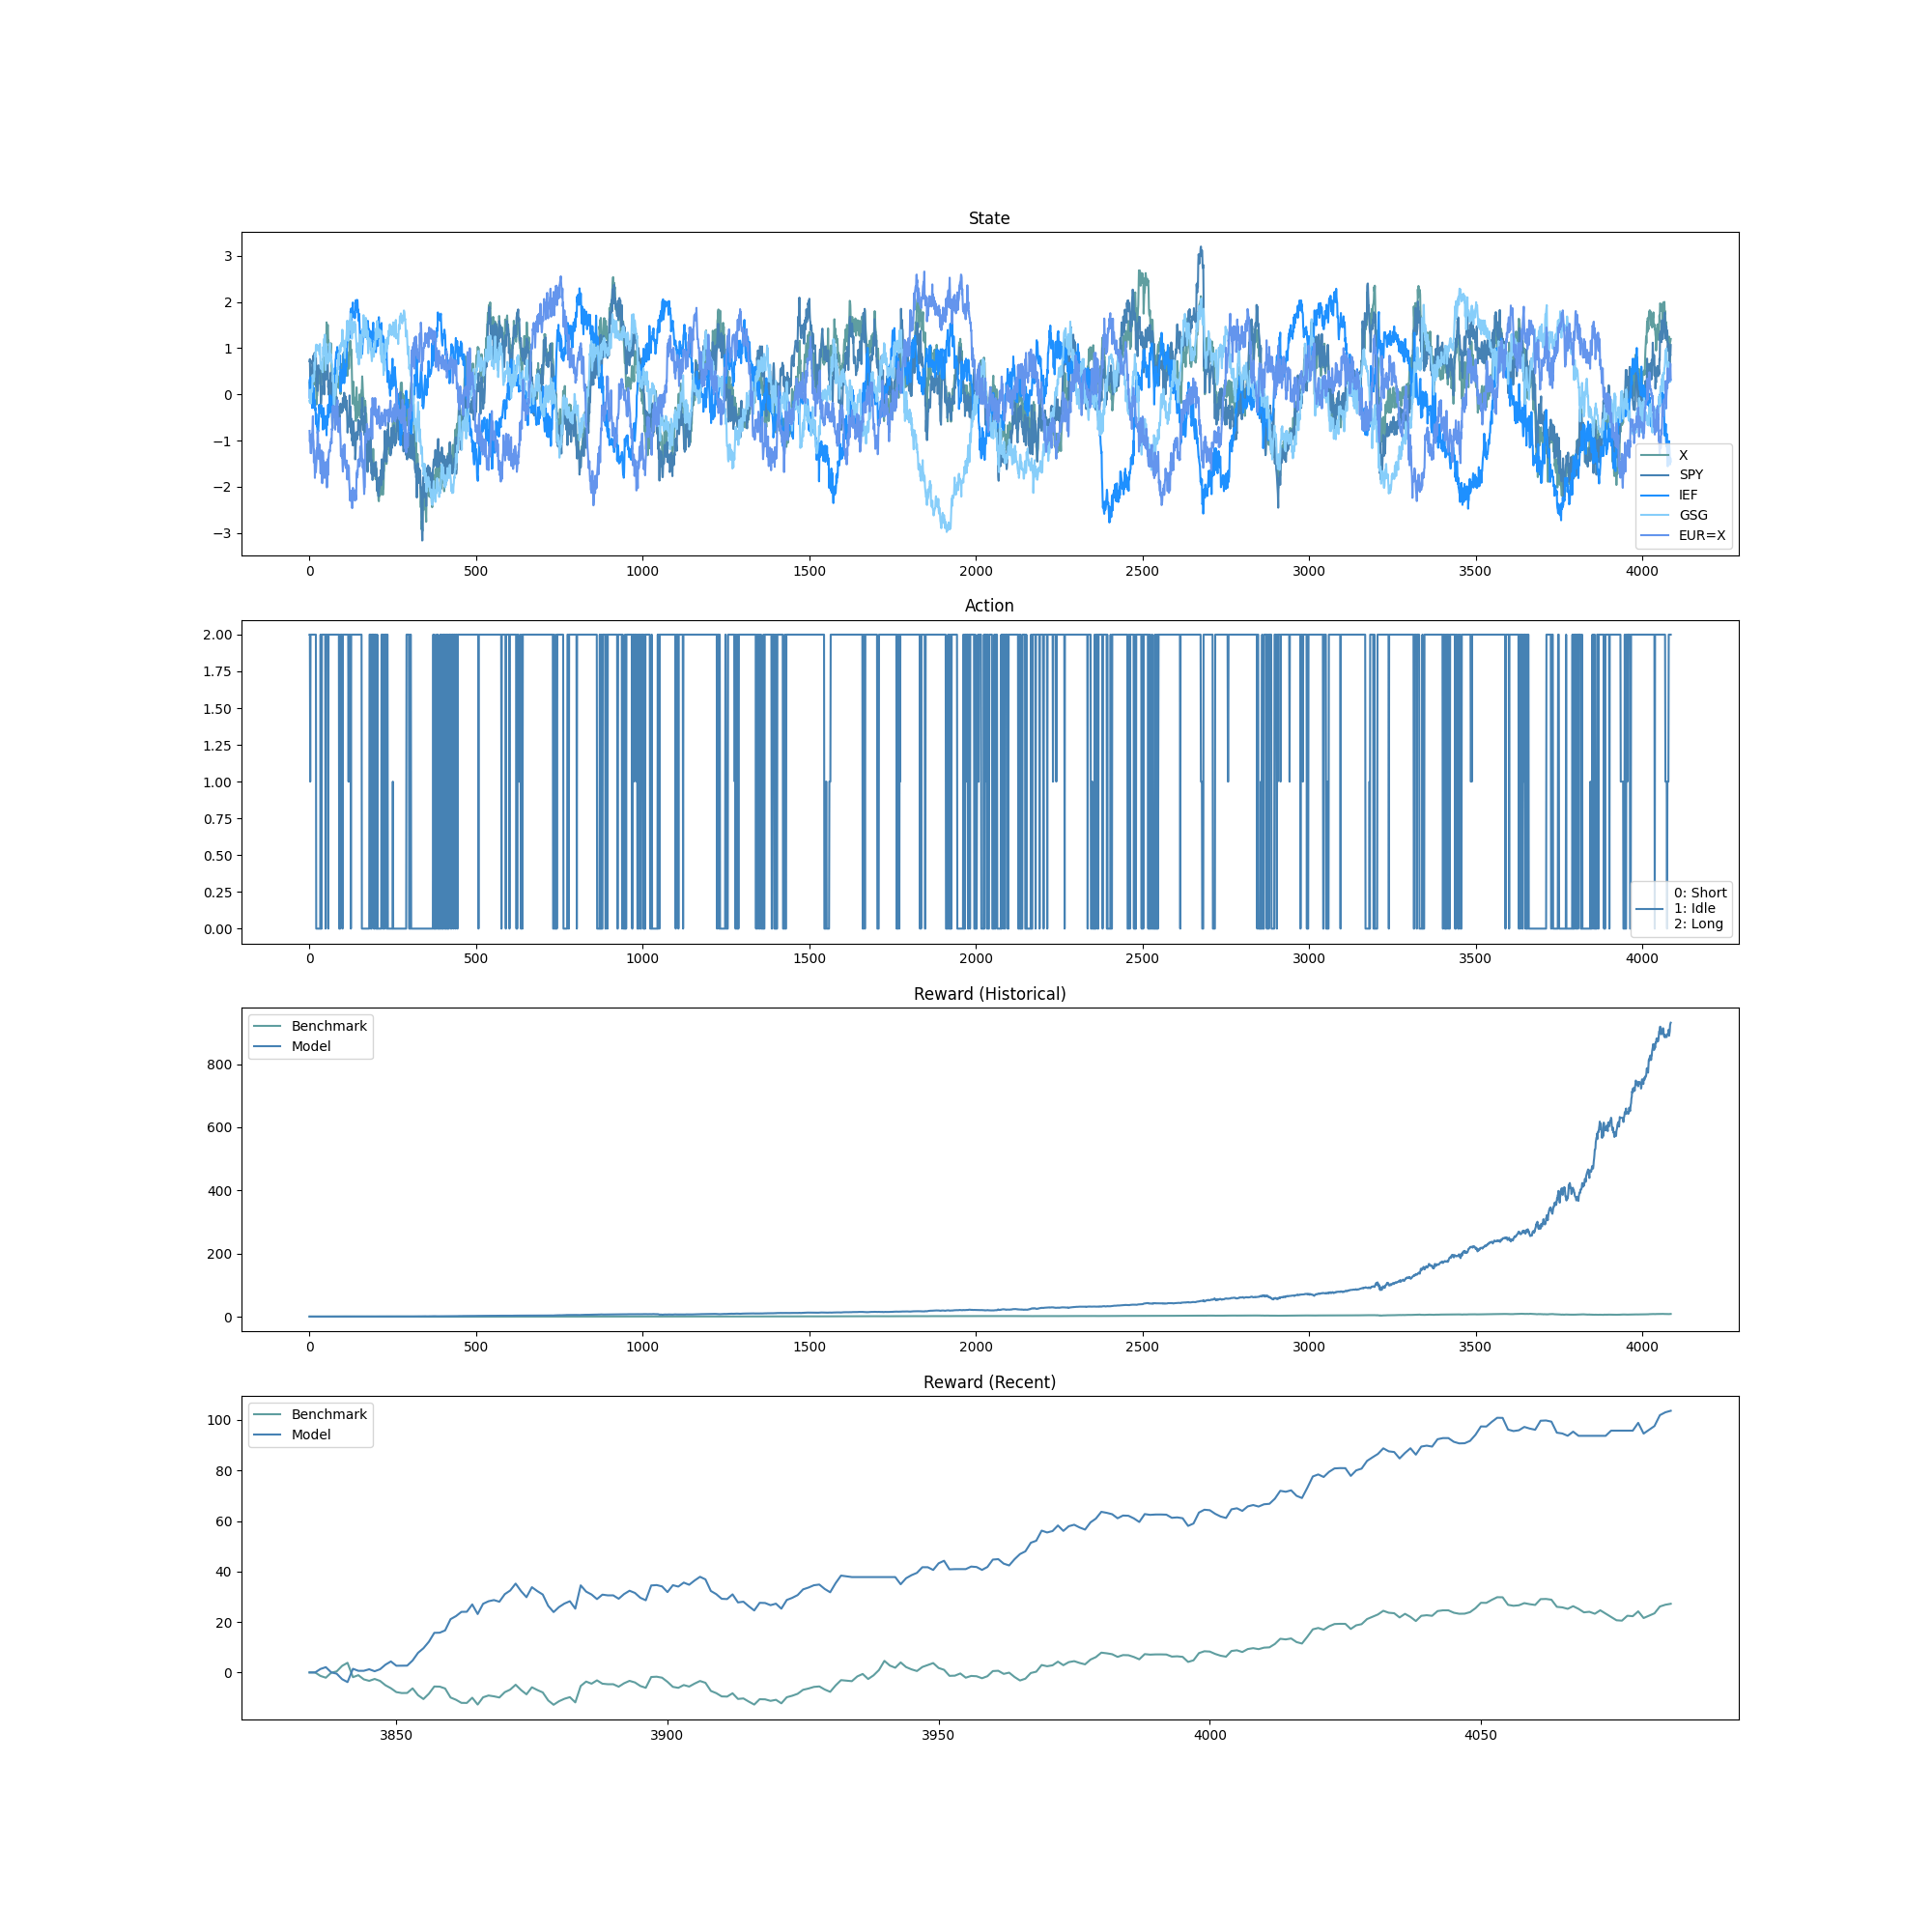 State
3
2
1
0
−1
−2
−3
X
SPY
IEF
GSG
EUR=X
0 500 1000 1500 2000 2500 3000 3500 4000
Action
2.00
1.75
1.50
1.25
1.00
0.75
0.50
0.25
0.00
0: Short
1: Idle
2: Long
0 500 1000 1500 2000 2500 3000 3500 4000
Reward (Historical)
Benchmark
Model
800
600
400
200
0
0 500 1000 1500 2000 2500 3000 3500 4000
Reward (Recent)
Benchmark
Model
100
80
60
40
20
0
3850 3900 3950 4000 4050